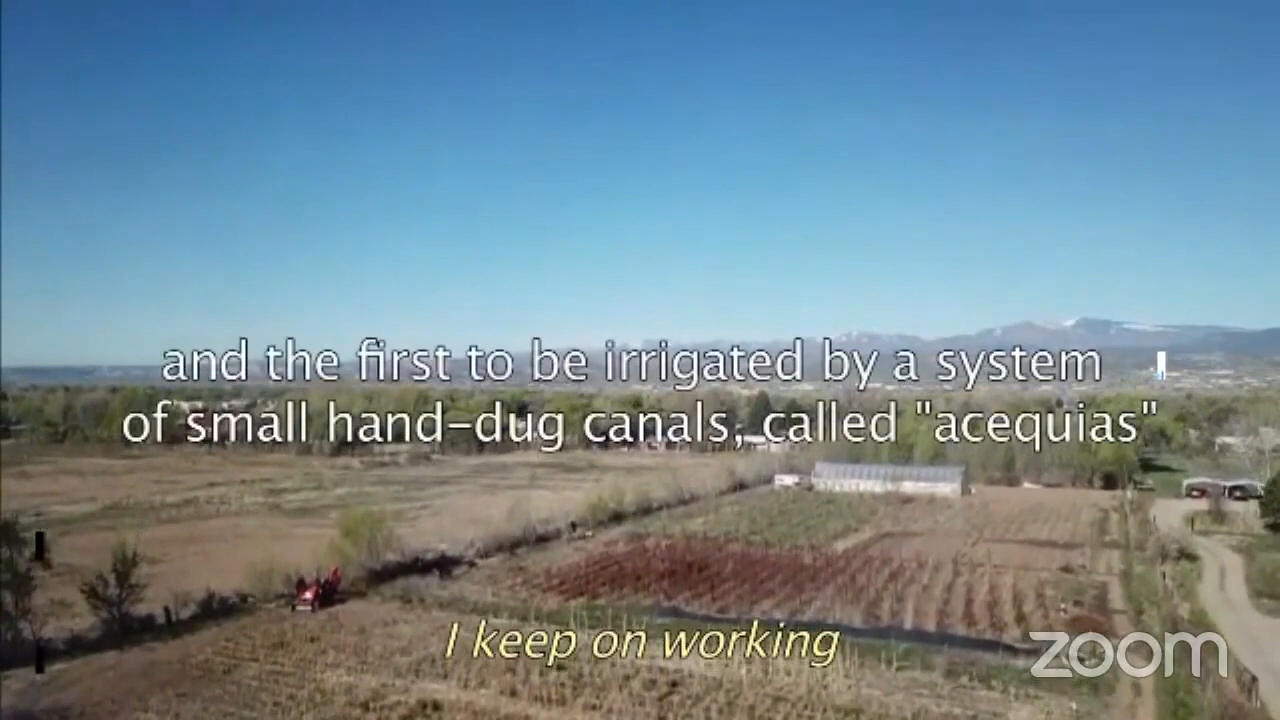 and the first to be irrigated by a system
of small hand-dug canals, called "acequias"
I keep on working
zoom